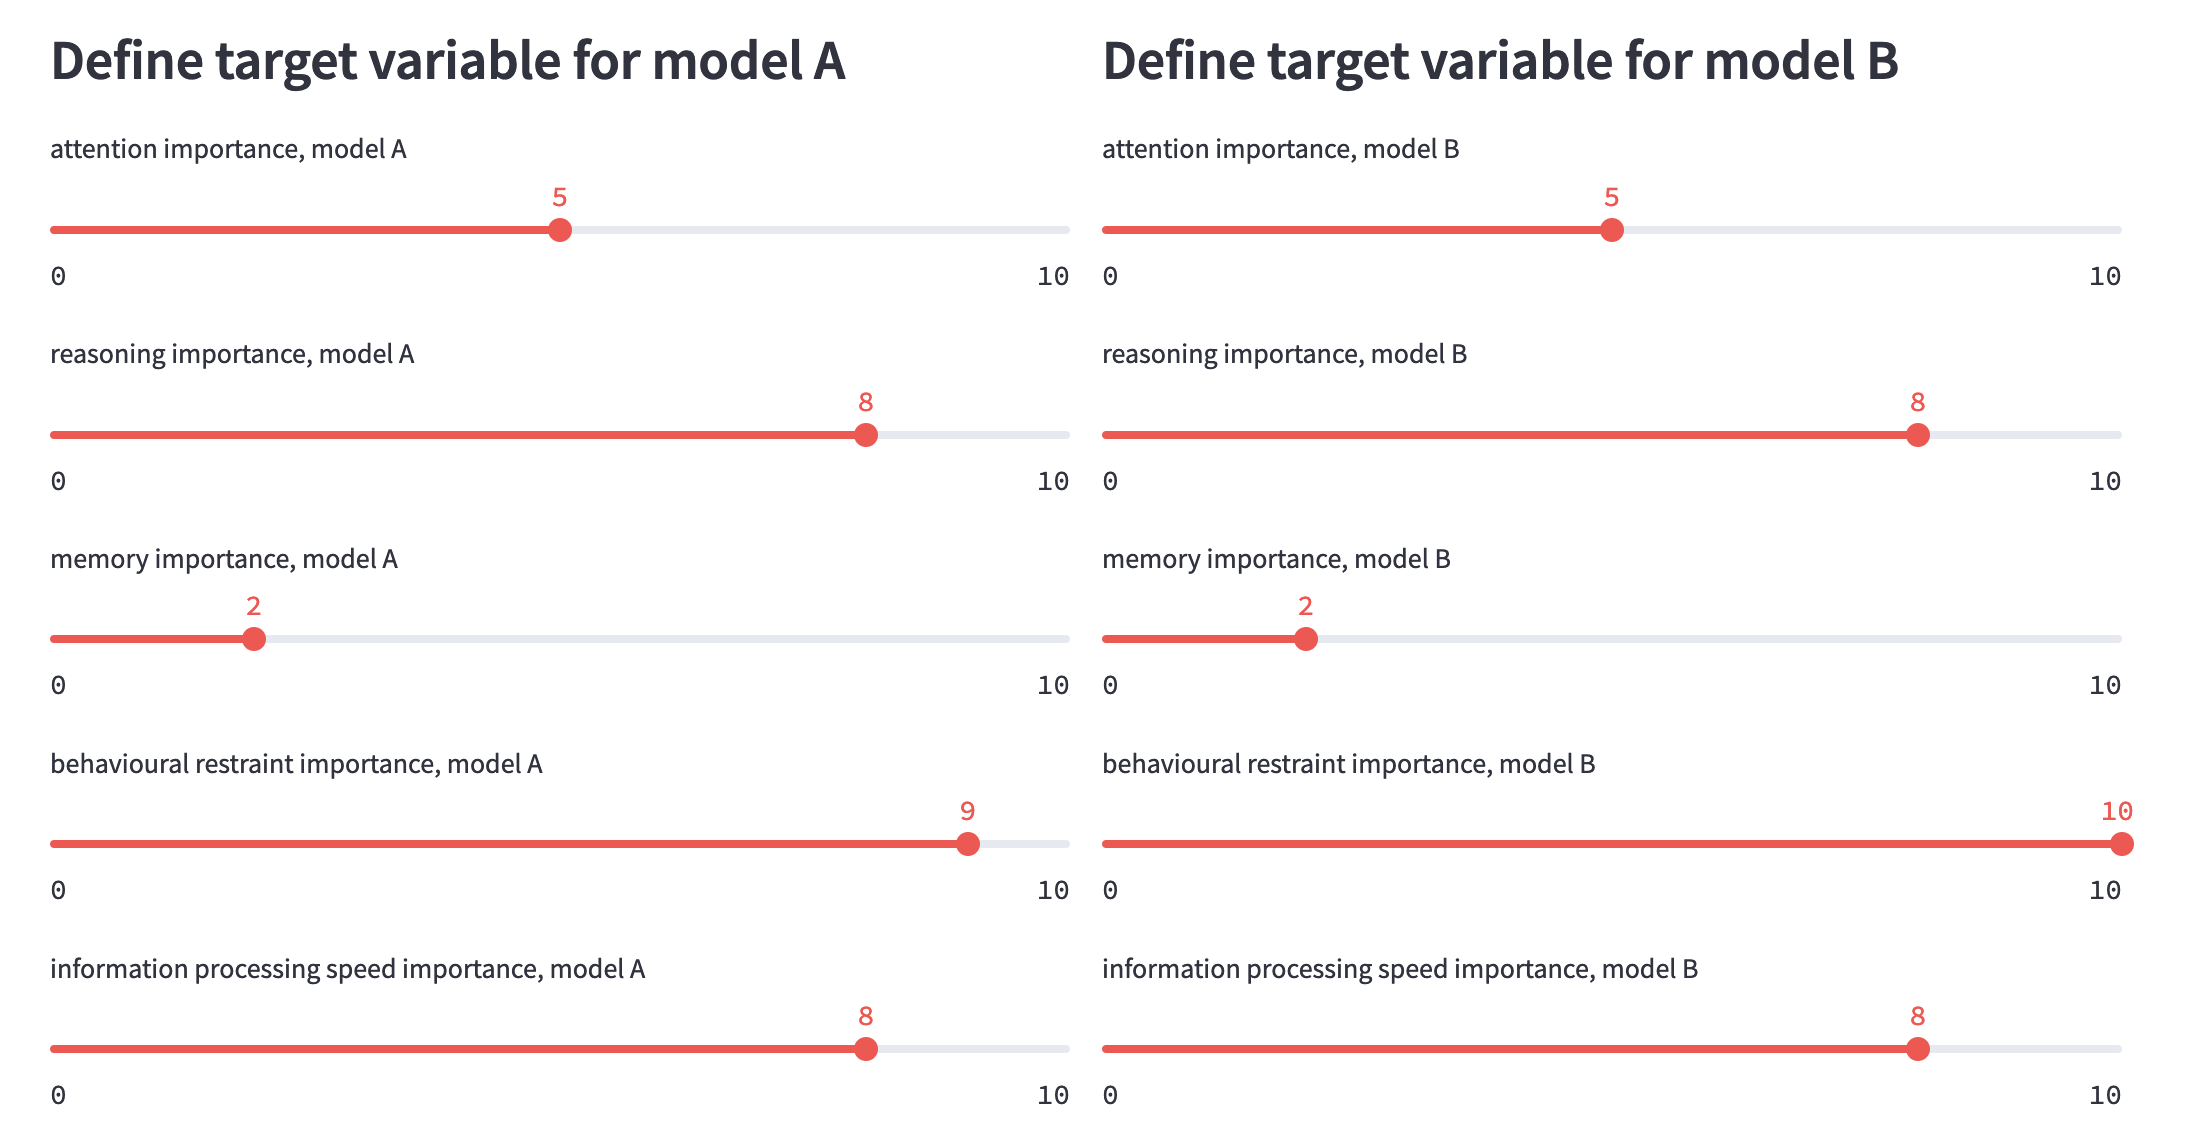 Define target variable for model A
attention importance, model A
5
0 10
reasoning importance, model A
8
0 10
memory importance, model A
2
0 10
behavioural restraint importance, model A
9
0 10
information processing speed importance, model A
8
0 10
Define target variable for model B
attention importance, model B
5
0 10
reasoning importance, model B
8
0 10
memory importance, model B
2
0 10
behavioural restraint importance, model B
10
0 10
information processing speed importance, model B
8
0 10